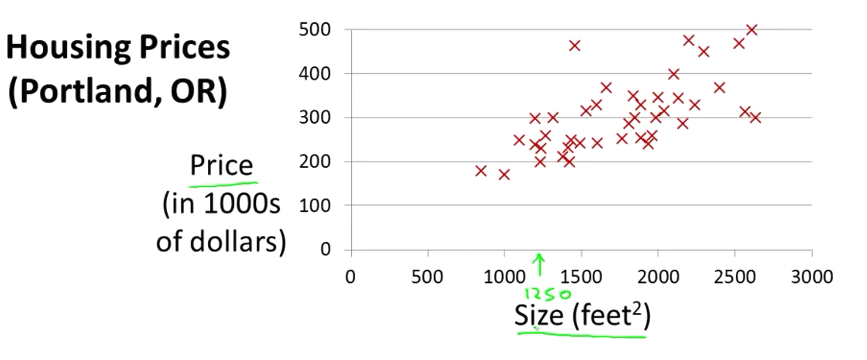 Housing Prices
(Portland, OR)
Price
(in 1000s
of dollars)
500
400
300
200
100
0
0 500 1000 1500 2000 2500 3000
1250
Size (feet²)